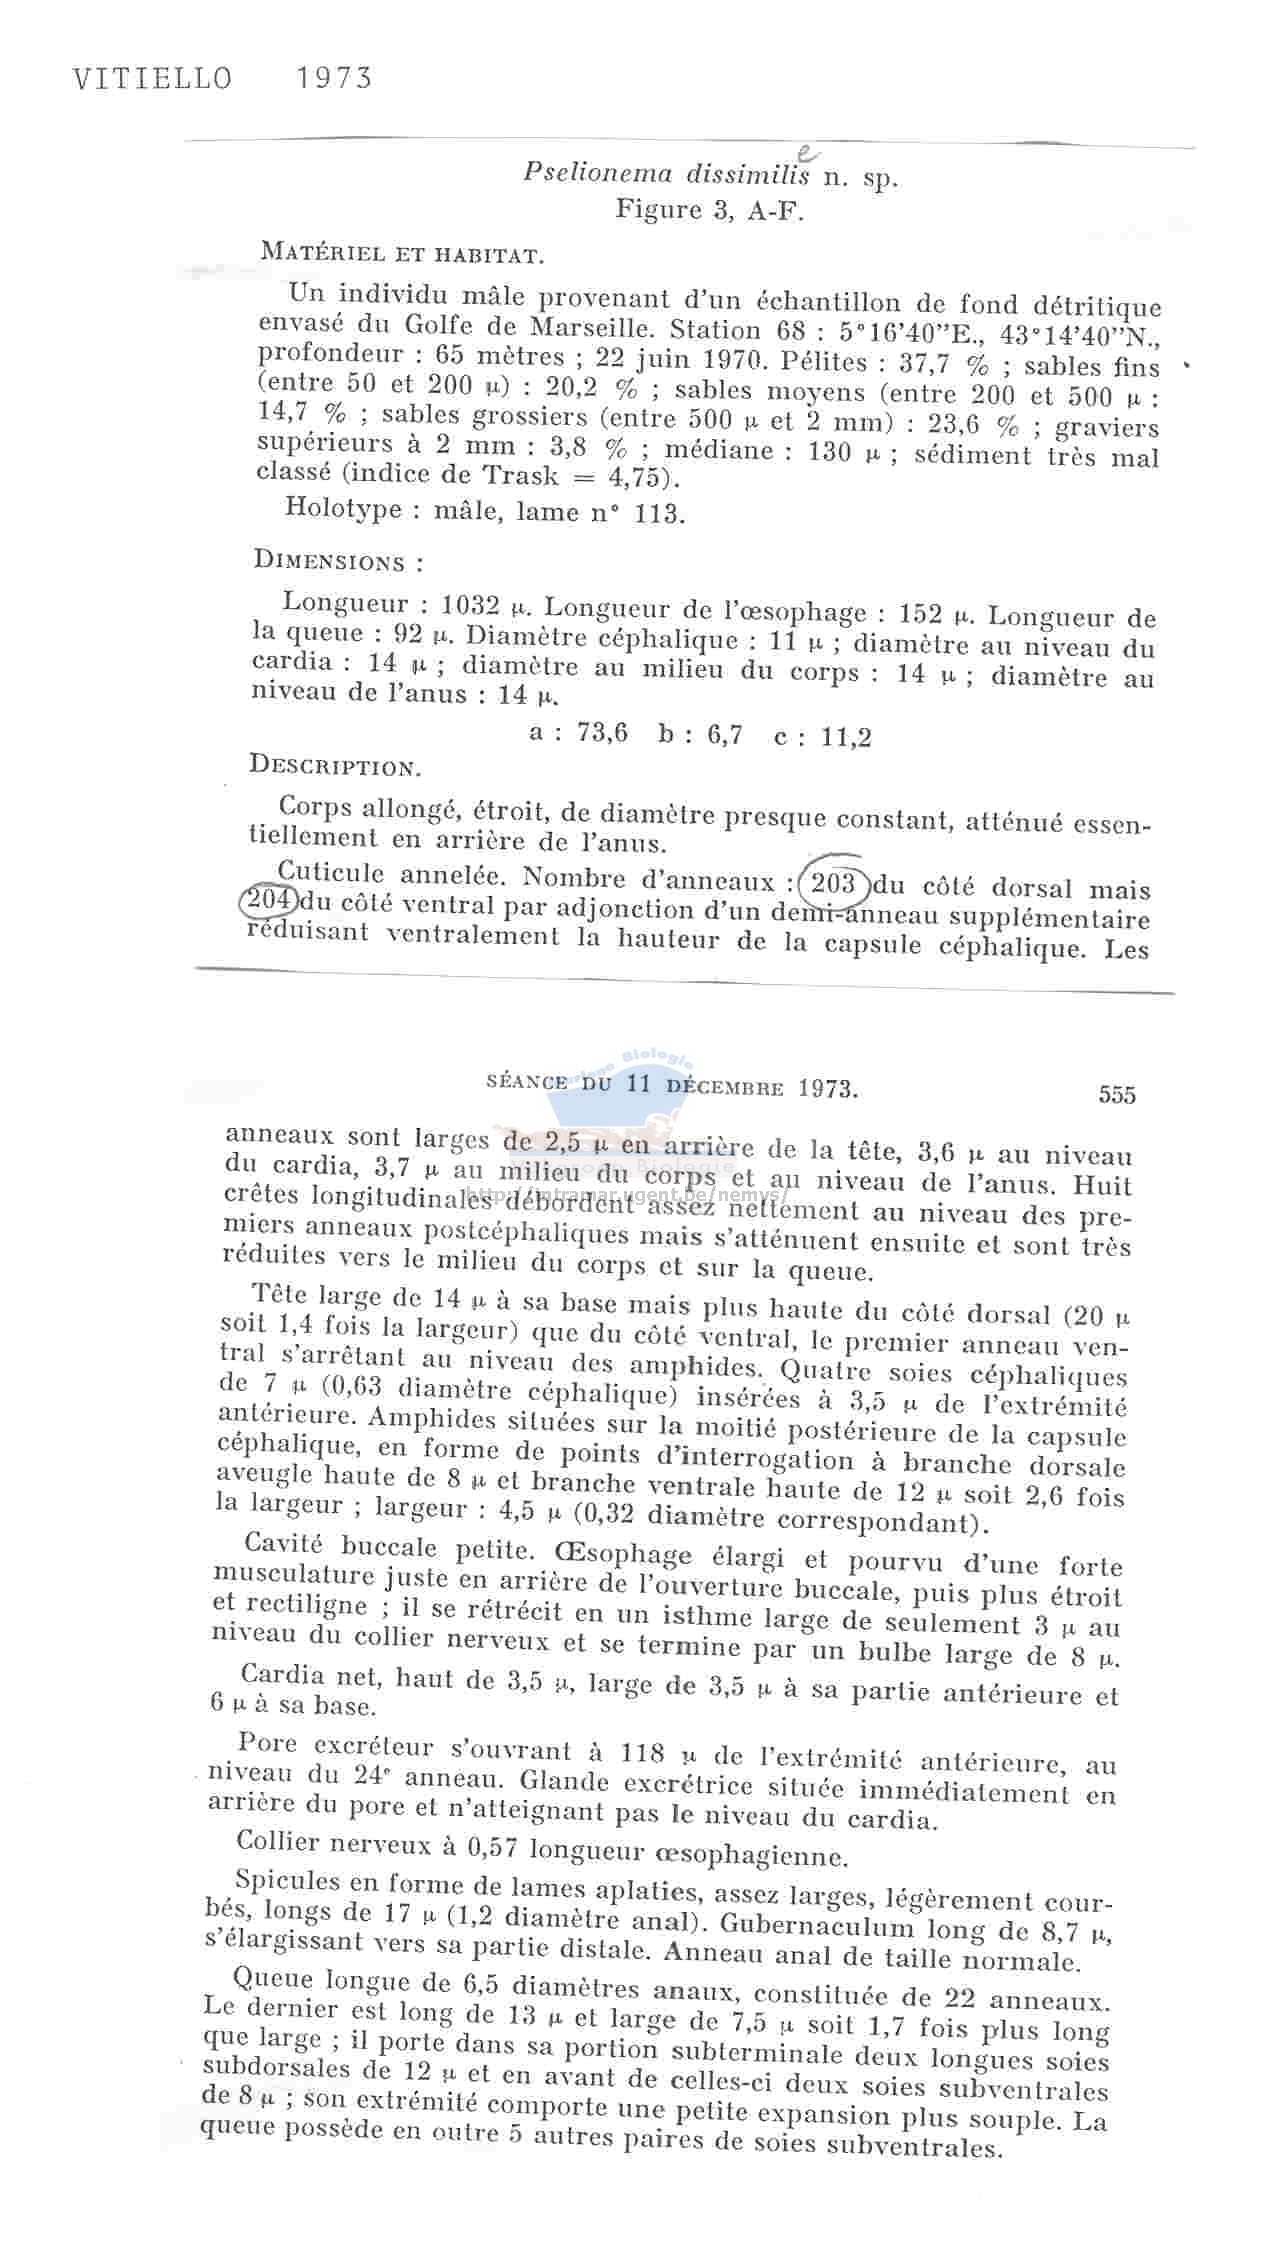 VITIELLO 1973
e
Pselionema dissimilis n. sp.
Figure 3, A-F.
MATÉRIEL ET HABITAT.
Un individu mâle provenant d'un échantillon de fond détritique
envasé du Golfe de Marseille. Station 68 : 5°16'40''E., 43°14'40''N.,
profondeur : 65 mètres ; 22 juin 1970. Pélites : 37,7 % ; sables fins
(entre 50 et 200 μ) : 20,2 % ; sables moyens (entre 200 et 500 μ :
14,7 % ; sables grossiers (entre 500 μ et 2 mm) : 23,6 % ; graviers
supérieurs à 2 mm : 3,8 % ; médiane : 130 μ ; sédiment très mal
classé (indice de Trask = 4,75).
Holotype : mâle, lame n° 113.
DIMENSIONS :
Longueur : 1032 μ. Longueur de l'œsophage : 152 μ. Longueur de
la queue : 92 μ. Diamètre céphalique : 11 μ ; diamètre au niveau du
cardia : 14 μ ; diamètre au milieu du corps : 14 μ ; diamètre au
niveau de l'anus : 14 μ.
a : 73,6 b : 6,7 c : 11,2
DESCRIPTION.
Corps allongé, étroit, de diamètre presque constant, atténué essen-
tiellement en arrière de l'anus.
Cuticule annelée. Nombre d'anneaux : 203 du côté dorsal mais
204 du côté ventral par adjonction d'un demi-anneau supplémentaire
réduisant ventralement la hauteur de la capsule céphalique. Les
SÉANCE DU 11 DÉCEMBRE 1973. 555
anneaux sont larges de 2,5 μ en arrière de la tête, 3,6 μ au niveau
du cardia, 3,7 μ au milieu du corps et au niveau de l'anus. Huit
http://intramar.ugent.be/nemys/
crêtes longitudinales débordent assez nettement au niveau des pre-
miers anneaux postcéphaliques mais s'atténuent ensuite et sont très
réduites vers le milieu du corps et sur la queue.
Tête large de 14 μ à sa base mais plus haute du côté dorsal (20 μ
soit 1,4 fois la largeur) que du côté ventral, le premier anneau ven-
tral s'arrêtant au niveau des amphides. Quatre soies céphaliques
de 7 μ (0,63 diamètre céphalique) insérées à 3,5 μ de l'extrémité
antérieure. Amphides situées sur la moitié postérieure de la capsule
céphalique, en forme de points d'interrogation à branche dorsale
aveugle haute de 8 μ et branche ventrale haute de 12 μ soit 2,6 fois
la largeur ; largeur : 4,5 μ (0,32 diamètre correspondant).
Cavité buccale petite. Œsophage élargi et pourvu d'une forte
musculature juste en arrière de l'ouverture buccale, puis plus étroit
et rectiligne ; il se rétrécit en un isthme large de seulement 3 μ au
niveau du collier nerveux et se termine par un bulbe large de 8 μ.
Cardia net, haut de 3,5 μ, large de 3,5 μ à sa partie antérieure et
6 μ à sa base.
Pore excréteur s'ouvrant à 118 μ de l'extrémité antérieure, au
niveau du 24e anneau. Glande excrétrice située immédiatement en
arrière du pore et n'atteignant pas le niveau du cardia.
Collier nerveux à 0,57 longueur œsophagienne.
Spicules en forme de lames aplaties, assez larges, légèrement cour-
bés, longs de 17 μ (1,2 diamètre anal). Gubernaculum long de 8,7 μ,
s'élargissant vers sa partie distale. Anneau anal de taille normale.
Queue longue de 6,5 diamètres anaux, constituée de 22 anneaux.
Le dernier est long de 13 μ et large de 7,5 μ soit 1,7 fois plus long
que large ; il porte dans sa portion subterminale deux longues soies
subdorsales de 12 μ et en avant de celles-ci deux soies subventrales
de 8 μ ; son extrémité comporte une petite expansion plus souple. La
queue possède en outre 5 autres paires de soies subventrales.